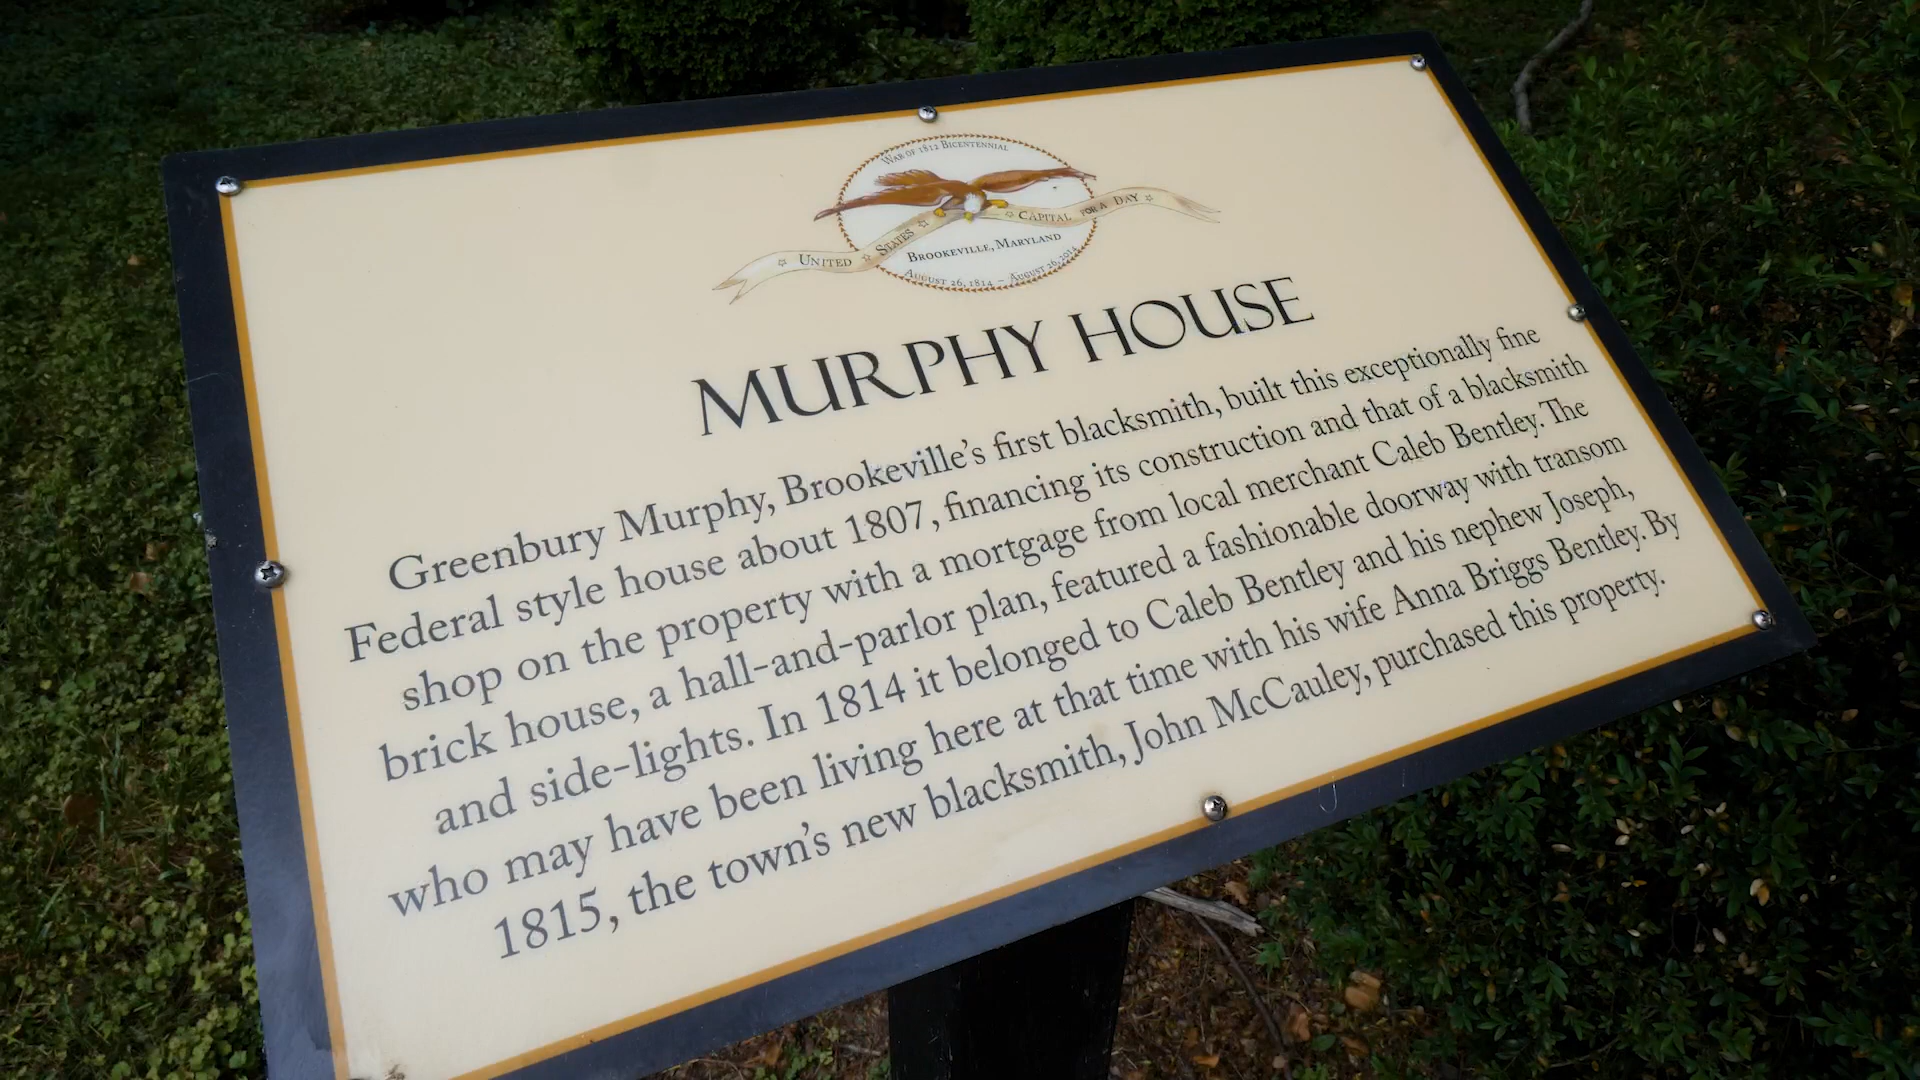 WAR OF 1812 BICENTENNIAL
UNITED STATES CAPITAL FOR A DAY
BROOKEVILLE, MARYLAND
AUGUST 26, 1814 – AUGUST 26, 2014
MURPHY HOUSE
Greenbury Murphy, Brookeville's first blacksmith, built this exceptionally fine
Federal style house about 1807, financing its construction and that of a blacksmith
shop on the property with a mortgage from local merchant Caleb Bentley. The
brick house, a hall-and-parlor plan, featured a fashionable doorway with transom
and side-lights. In 1814 it belonged to Caleb Bentley and his nephew Joseph,
who may have been living here at that time with his wife Anna Briggs Bentley. By
1815, the town's new blacksmith, John McCauley, purchased this property.